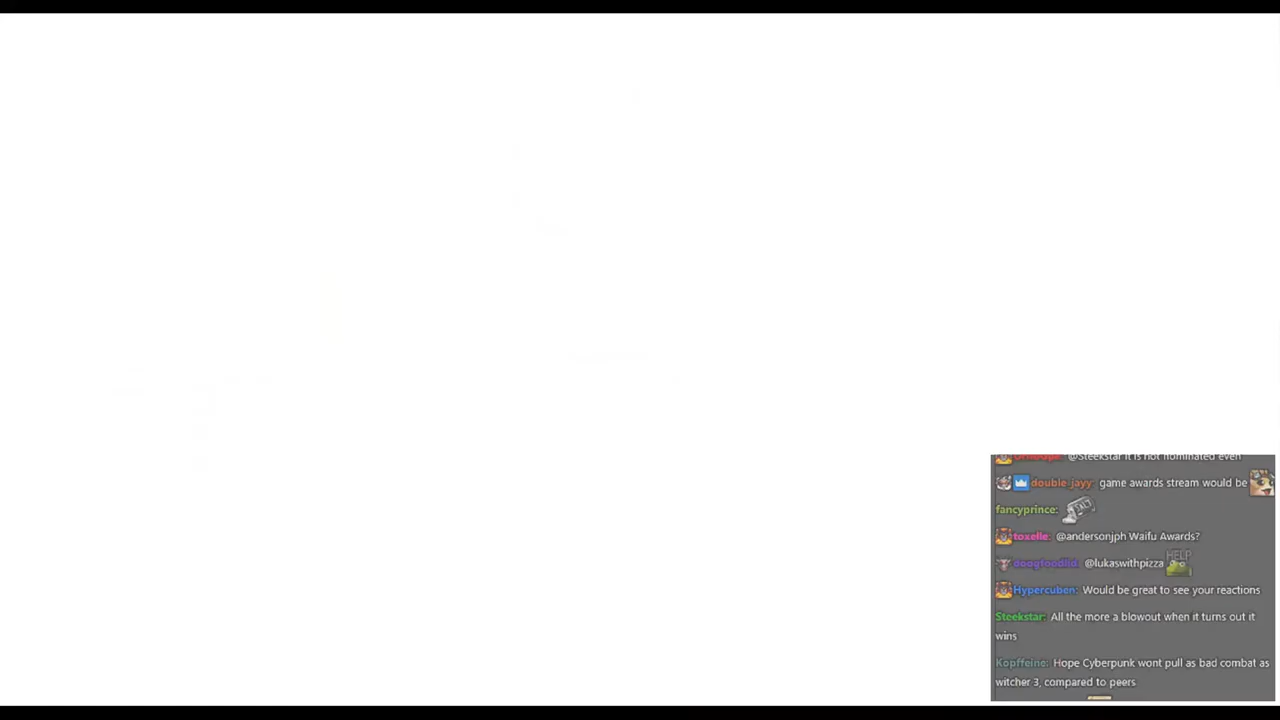 @Steekstar it is not nominated even
double-jayy: game awards stream would be
fancyprince:
toxelle: @andersonjph Waifu Awards?
@lukaswithpizza HELP
Hypercuben: Would be great to see your reactions
Steekstar: All the more a blowout when it turns out it
wins
Kopffeine: Hope Cyberpunk wont pull as bad combat as
witcher 3, compared to peers